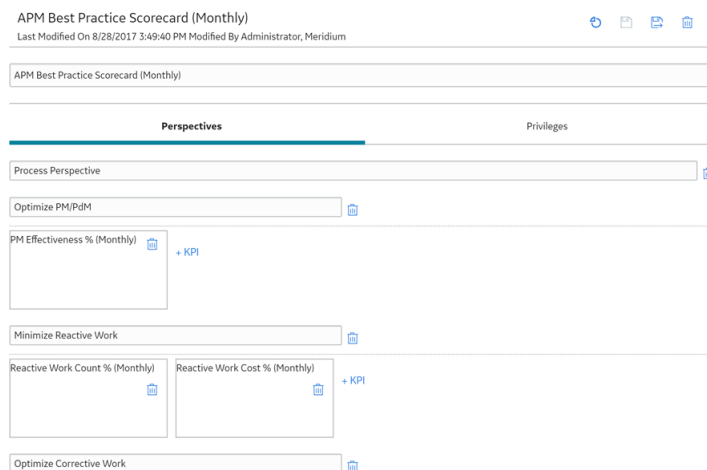 APM Best Practice Scorecard (Monthly)
Last Modified On 8/28/2017 3:49:40 PM Modified By Administrator, Meridium
APM Best Practice Scorecard (Monthly)
Perspectives Privileges
Process Perspective
Optimize PM/PdM
PM Effectiveness % (Monthly)
+ KPI
Minimize Reactive Work
Reactive Work Count % (Monthly) Reactive Work Cost % (Monthly)
+ KPI
Optimize Corrective Work